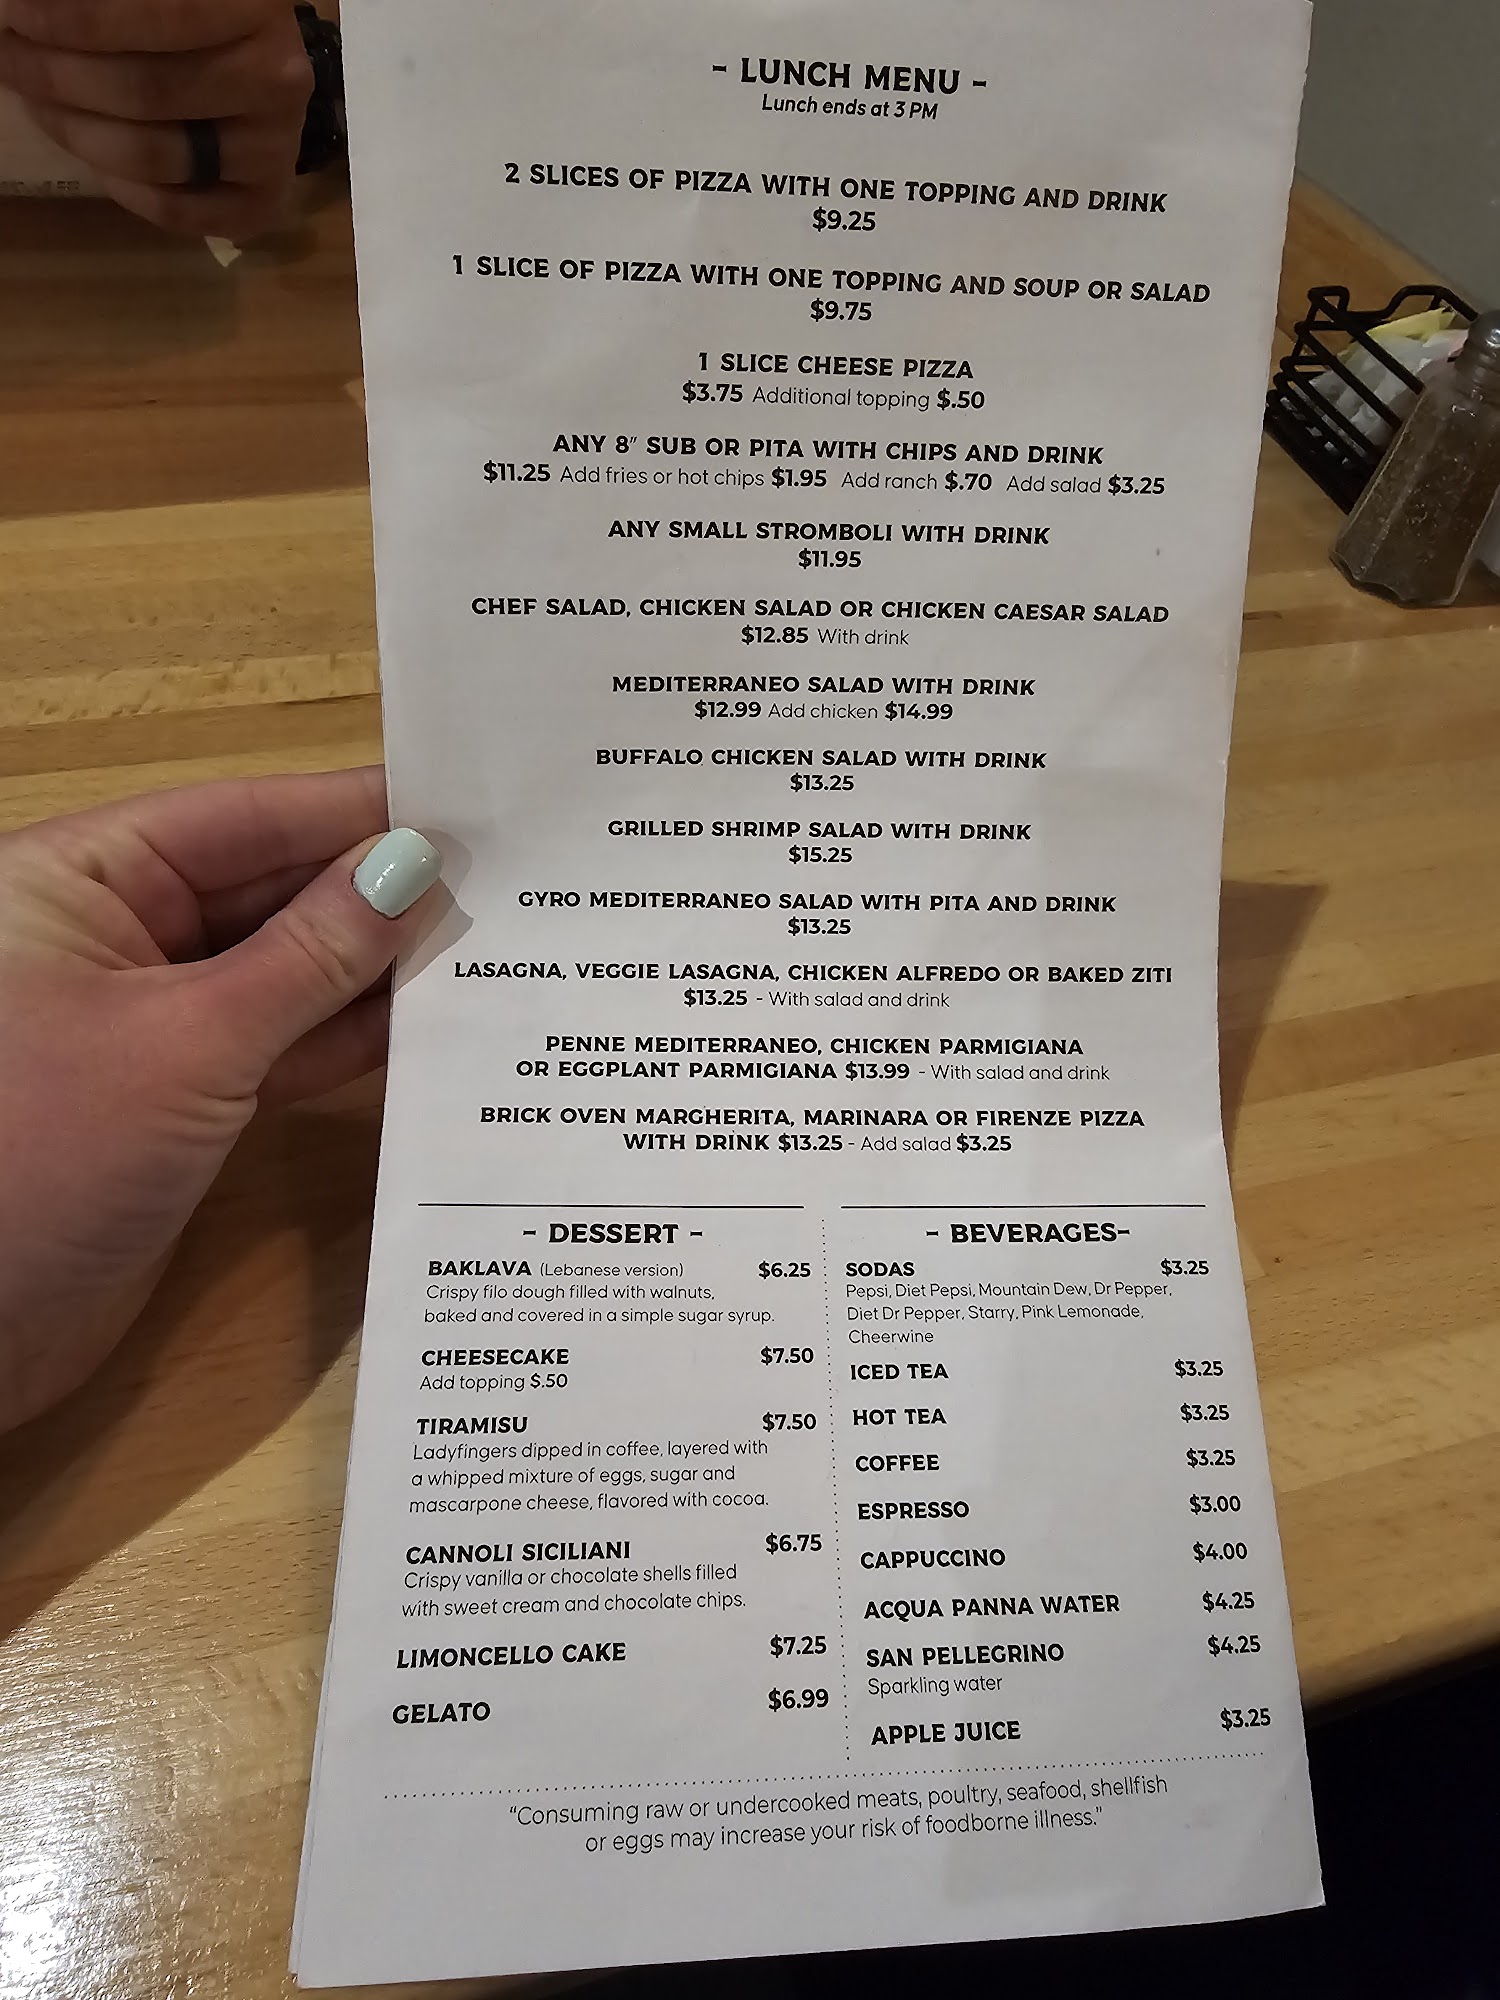 - LUNCH MENU -
Lunch ends at 3 PM
2 SLICES OF PIZZA WITH ONE TOPPING AND DRINK
$9.25
1 SLICE OF PIZZA WITH ONE TOPPING AND SOUP OR SALAD
$9.75
1 SLICE CHEESE PIZZA
$3.75 Additional topping $.50
ANY 8" SUB OR PITA WITH CHIPS AND DRINK
$11.25 Add fries or hot chips $1.95 Add ranch $.70 Add salad $3.25
ANY SMALL STROMBOLI WITH DRINK
$11.95
CHEF SALAD, CHICKEN SALAD OR CHICKEN CAESAR SALAD
$12.85 With drink
MEDITERRANEO SALAD WITH DRINK
$12.99 Add chicken $14.99
BUFFALO CHICKEN SALAD WITH DRINK
$13.25
GRILLED SHRIMP SALAD WITH DRINK
$15.25
GYRO MEDITERRANEO SALAD WITH PITA AND DRINK
$13.25
LASAGNA, VEGGIE LASAGNA, CHICKEN ALFREDO OR BAKED ZITI
$13.25 - With salad and drink
PENNE MEDITERRANEO, CHICKEN PARMIGIANA
OR EGGPLANT PARMIGIANA $13.99 - With salad and drink
BRICK OVEN MARGHERITA, MARINARA OR FIRENZE PIZZA
WITH DRINK $13.25 - Add salad $3.25
- DESSERT -
BAKLAVA (Lebanese version) $6.25
Crispy filo dough filled with walnuts,
baked and covered in a simple sugar syrup.
CHEESECAKE $7.50
Add topping $.50
TIRAMISU $7.50
Ladyfingers dipped in coffee, layered with
a whipped mixture of eggs, sugar and
mascarpone cheese, flavored with cocoa.
CANNOLI SICILIANI $6.75
Crispy vanilla or chocolate shells filled
with sweet cream and chocolate chips.
LIMONCELLO CAKE $7.25
GELATO $6.99
- BEVERAGES-
SODAS $3.25
Pepsi, Diet Pepsi, Mountain Dew, Dr Pepper,
Diet Dr Pepper, Starry, Pink Lemonade,
Cheerwine
ICED TEA $3.25
HOT TEA $3.25
COFFEE $3.25
ESPRESSO $3.00
CAPPUCCINO $4.00
ACQUA PANNA WATER $4.25
SAN PELLEGRINO $4.25
Sparkling water
APPLE JUICE $3.25
"Consuming raw or undercooked meats, poultry, seafood, shellfish
or eggs may increase your risk of foodborne illness."